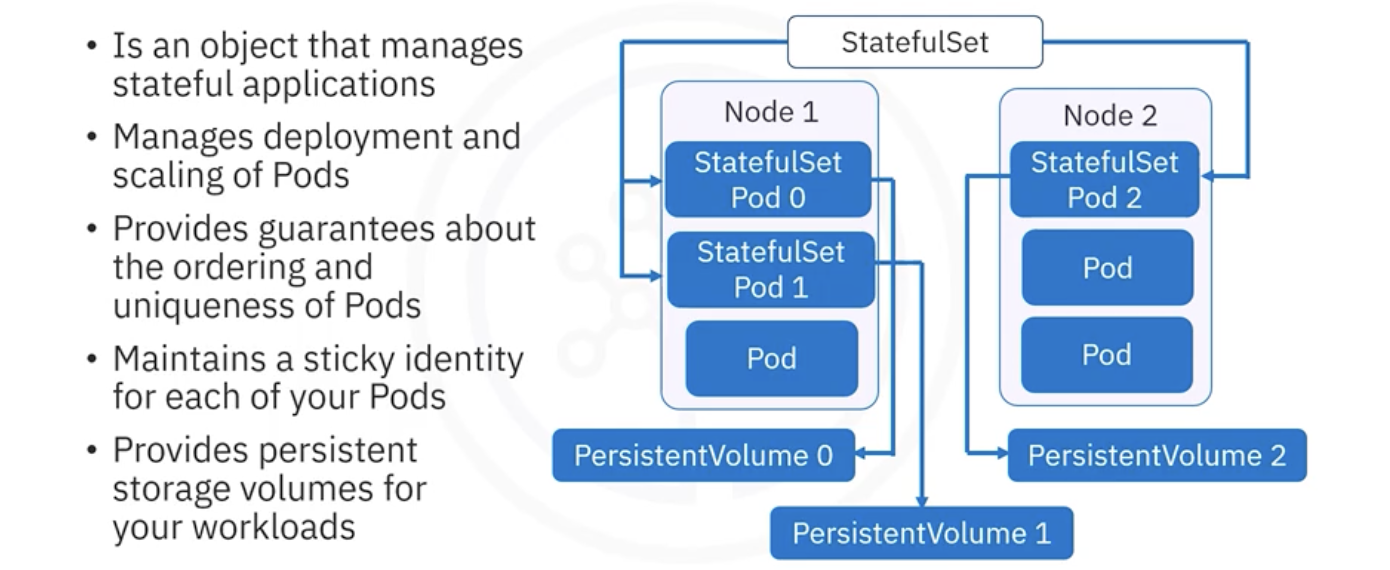 • Is an object that manages
stateful applications
• Manages deployment and
scaling of Pods
• Provides guarantees about
the ordering and
uniqueness of Pods
• Maintains a sticky identity
for each of your Pods
• Provides persistent
storage volumes for
your workloads
StatefulSet
Node 1
StatefulSet
Pod 0
StatefulSet
Pod 1
Pod
Node 2
StatefulSet
Pod 2
Pod
Pod
PersistentVolume 0
PersistentVolume 2
PersistentVolume 1